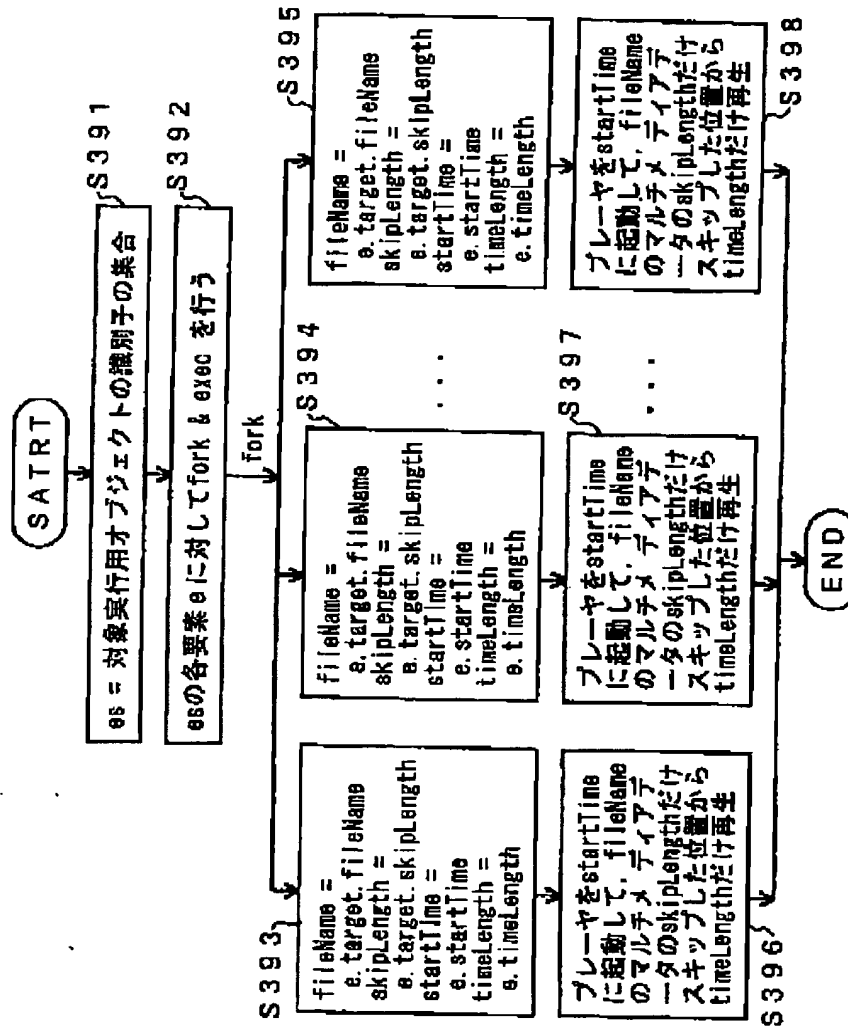 SATRT
es = 対象実行用オブジェクトの識別子の集合
S391
esの各要素eに対してfork & exec を行う
S392
fork
S393
fileName =
e.target.fileName
skipLength =
e.target.skipLength
startTime =
e.startTime
timeLength =
e.timeLength
S394
fileName =
e.target.fileName
skipLength =
e.target.skipLength
startTime =
e.startTime
timeLength =
e.timeLength
...
S395
fileName =
e.target.fileName
skipLength =
e.target.skipLength
startTime =
e.startTime
timeLength =
e.timeLength
プレーヤをstartTime
に起動して，fileName
のマルチメ ディアデ
ータのskipLengthだけ
スキップした位置から
timeLengthだけ再生
S396
プレーヤをstartTime
に起動して，fileName
のマルチメ ディアデ
ータのskipLengthだけ
スキップした位置から
timeLengthだけ再生
S397
...
プレーヤをstartTime
に起動して，fileName
のマルチメ ディアデ
ータのskipLengthだけ
スキップした位置から
timeLengthだけ再生
S398
END